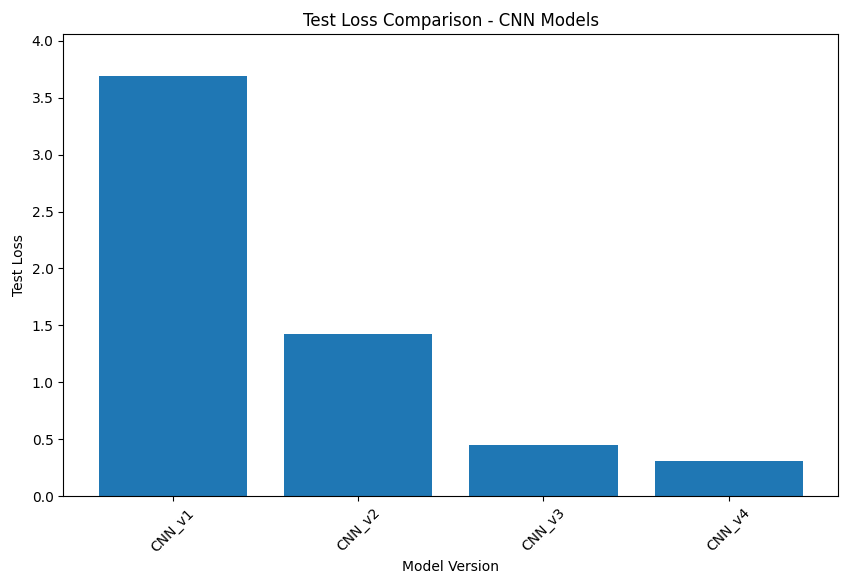 Test Loss Comparison - CNN Models
4.0
3.5
3.0
2.5
2.0
1.5
1.0
0.5
0.0
Test Loss
CNN_v1
CNN_v2
CNN_v3
CNN_v4
Model Version